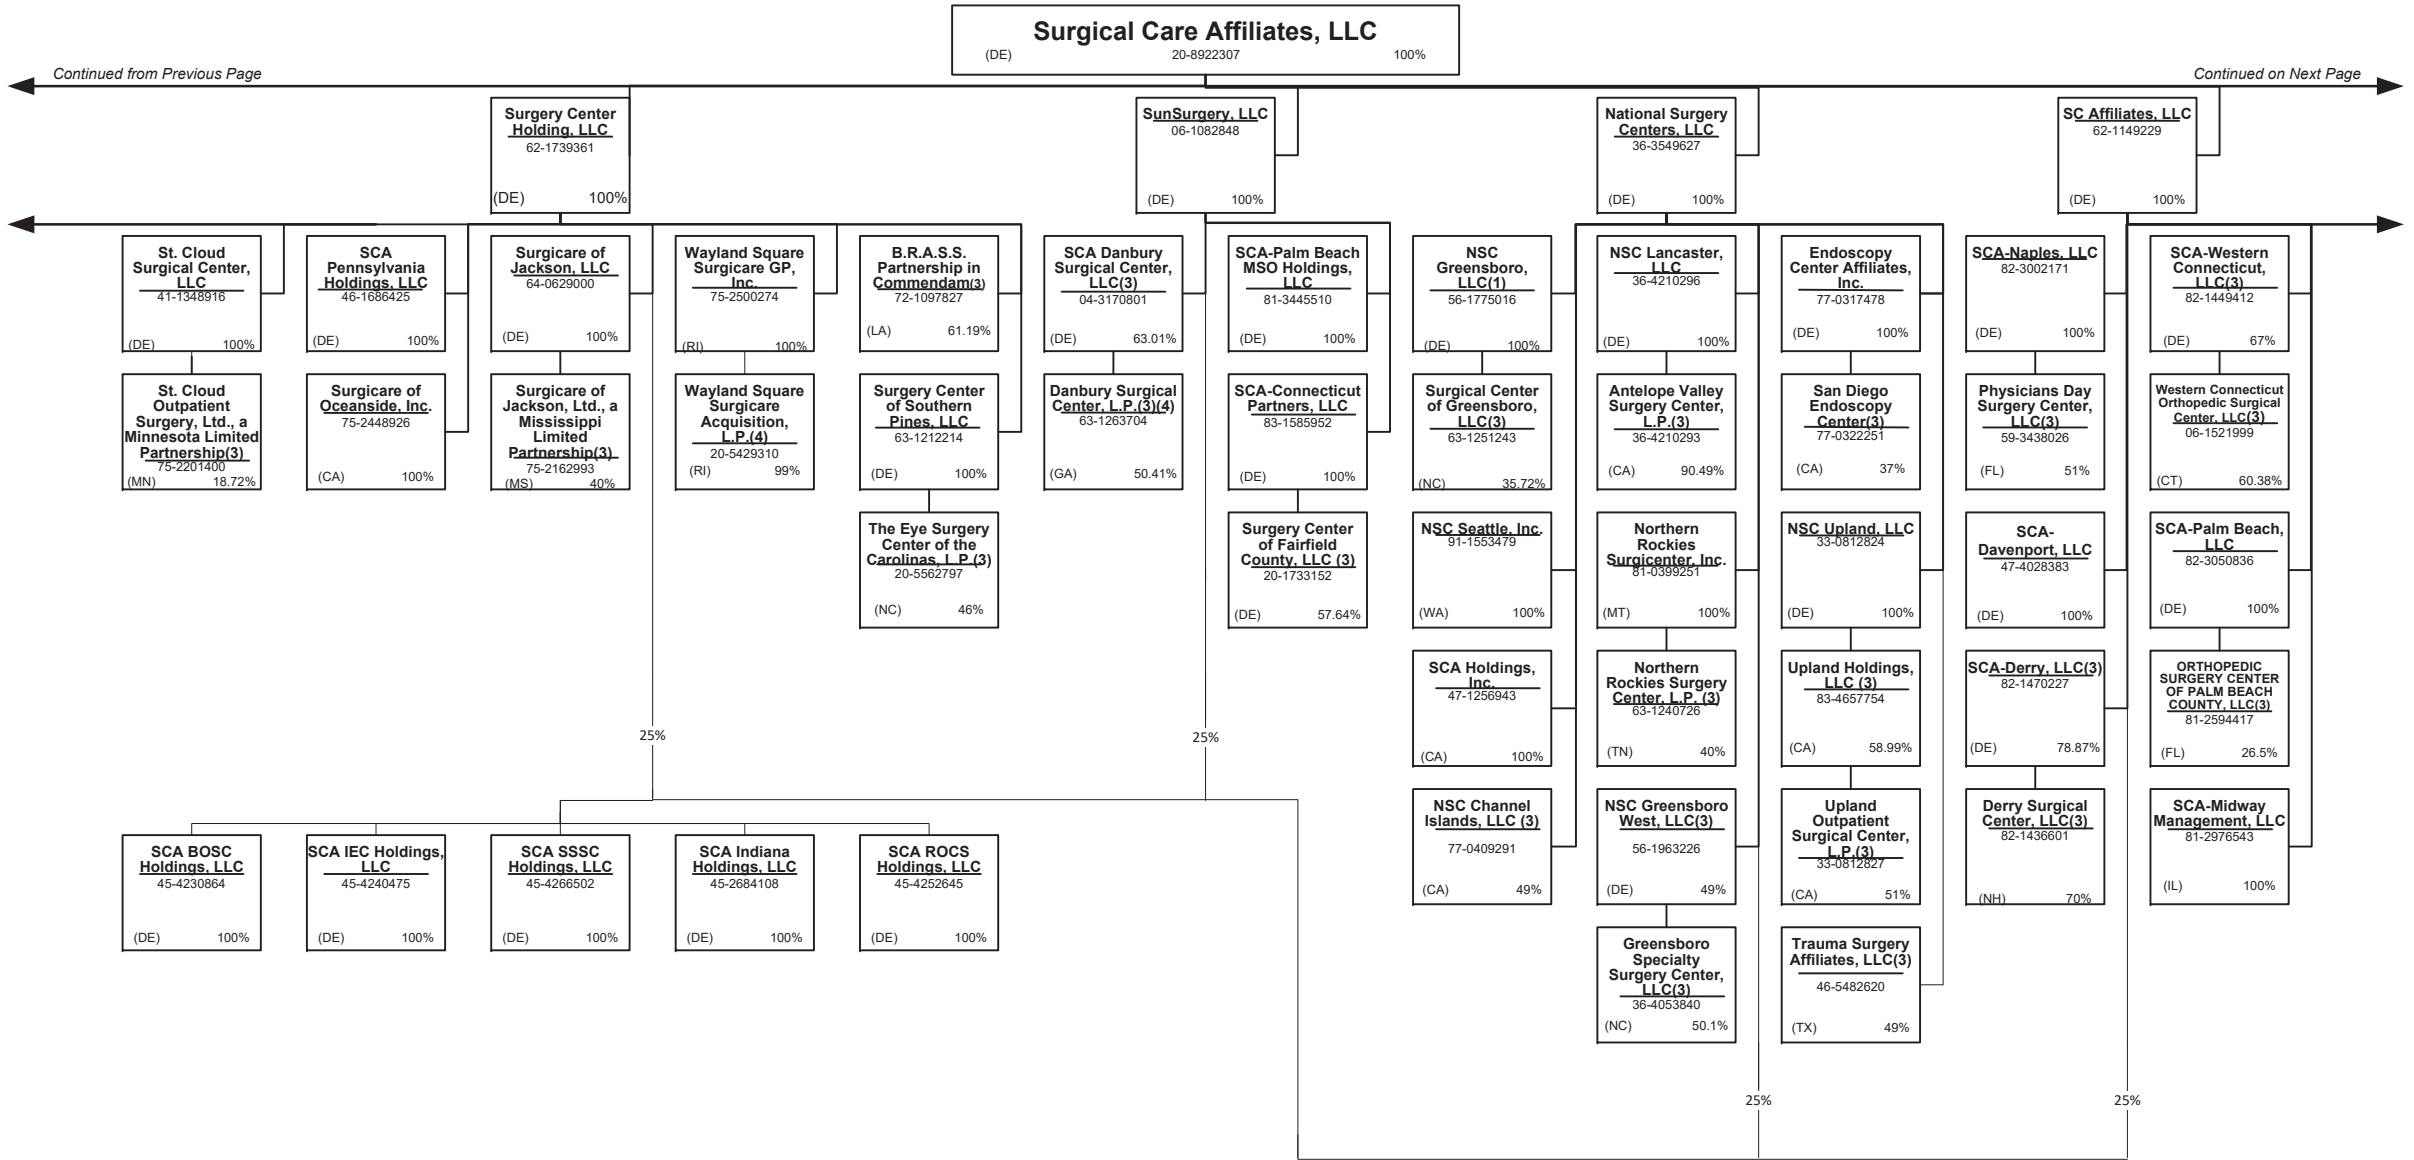 Surgical Care Affiliates, LLC
(DE) 20-8922307 100%
Continued from Previous Page
Continued on Next Page
Surgery Center
Holding, LLC
62-1739361
(DE) 100%
SunSurgery, LLC
06-1082848
(DE) 100%
National Surgery
Centers, LLC
36-3549627
(DE) 100%
SC Affiliates, LLC
62-1149229
(DE) 100%
St. Cloud
Surgical Center,
LLC
41-1348916
(DE) 100%
SCA
Pennsylvania
Holdings, LLC
46-1686425
(DE) 100%
Surgicare of
Jackson, LLC
64-0629000
(DE) 100%
Wayland Square
Surgicare GP,
Inc.
75-2500274
(RI) 100%
B.R.A.S.S.
Partnership in
Commendam(3)
72-1097827
(LA) 61.19%
SCA Danbury
Surgical Center,
LLC(3)
04-3170801
(DE) 63.01%
SCA-Palm Beach
MSO Holdings,
LLC
81-3445510
(DE) 100%
NSC
Greensboro,
LLC(1)
56-1775016
(DE) 100%
NSC Lancaster,
LLC
36-4210296
(DE) 100%
Endoscopy
Center Affiliates,
Inc.
77-0317478
(DE) 100%
SCA-Naples, LLC
82-3002171
(DE) 100%
SCA-Western
Connecticut,
LLC(3)
82-1449412
(DE) 67%
St. Cloud
Outpatient
Surgery, Ltd., a
Minnesota Limited
Partnership(3)
75-2201400
(MN) 18.72%
Surgicare of
Oceanside, Inc.
75-2448926
(CA) 100%
Surgicare of
Jackson, Ltd., a
Mississippi
Limited
Partnership(3)
75-2162993
(MS) 40%
Wayland Square
Surgicare
Acquisition,
L.P.(4)
20-5429310
(RI) 99%
Surgery Center
of Southern
Pines, LLC
63-1212214
(DE) 100%
Danbury Surgical
Center, L.P.(3)(4)
63-1263704
(GA) 50.41%
SCA-Connecticut
Partners, LLC
83-1585952
(DE) 100%
Surgical Center
of Greensboro,
LLC(3)
63-1251243
(NC) 35.72%
Antelope Valley
Surgery Center,
L.P.(3)
36-4210293
(CA) 90.49%
San Diego
Endoscopy
Center(3)
77-0322251
(CA) 37%
Physicians Day
Surgery Center,
LLC(3)
59-3438026
(FL) 51%
Western Connecticut
Orthopedic Surgical
Center, LLC(3)
06-1521999
(CT) 60.38%
The Eye Surgery
Center of the
Carolinas, L.P.(3)
20-5562797
(NC) 46%
Surgery Center
of Fairfield
County, LLC (3)
20-1733152
(DE) 57.64%
NSC Seattle, Inc.
91-1553479
(WA) 100%
Northern
Rockies
Surgicenter, Inc.
81-0399251
(MT) 100%
NSC Upland, LLC
33-0812824
(DE) 100%
SCA-
Davenport, LLC
47-4028383
(DE) 100%
SCA-Palm Beach,
LLC
82-3050836
(DE) 100%
SCA Holdings,
Inc.
47-1256943
(CA) 100%
Northern
Rockies Surgery
Center, L.P. (3)
63-1240726
(TN) 40%
Upland Holdings,
LLC (3)
83-4657754
(CA) 58.99%
SCA-Derry, LLC(3)
82-1470227
(DE) 78.87%
ORTHOPEDIC
SURGERY CENTER
OF PALM BEACH
COUNTY, LLC(3)
81-2594417
(FL) 26.5%
25%
25%
NSC Channel
Islands, LLC (3)
77-0409291
(CA) 49%
NSC Greensboro
West, LLC(3)
56-1963226
(DE) 49%
Upland
Outpatient
Surgical Center,
L.P.(3)
33-0812827
(CA) 51%
Derry Surgical
Center, LLC(3)
82-1436601
(NH) 70%
SCA-Midway
Management, LLC
81-2976543
(IL) 100%
SCA BOSC
Holdings, LLC
45-4230864
(DE) 100%
SCA IEC Holdings,
LLC
45-4240475
(DE) 100%
SCA SSSC
Holdings, LLC
45-4266502
(DE) 100%
SCA Indiana
Holdings, LLC
45-2684108
(DE) 100%
SCA ROCS
Holdings, LLC
45-4252645
(DE) 100%
Greensboro
Specialty
Surgery Center,
LLC(3)
36-4053840
(NC) 50.1%
Trauma Surgery
Affiliates, LLC(3)
46-5482620
(TX) 49%
25%
25%